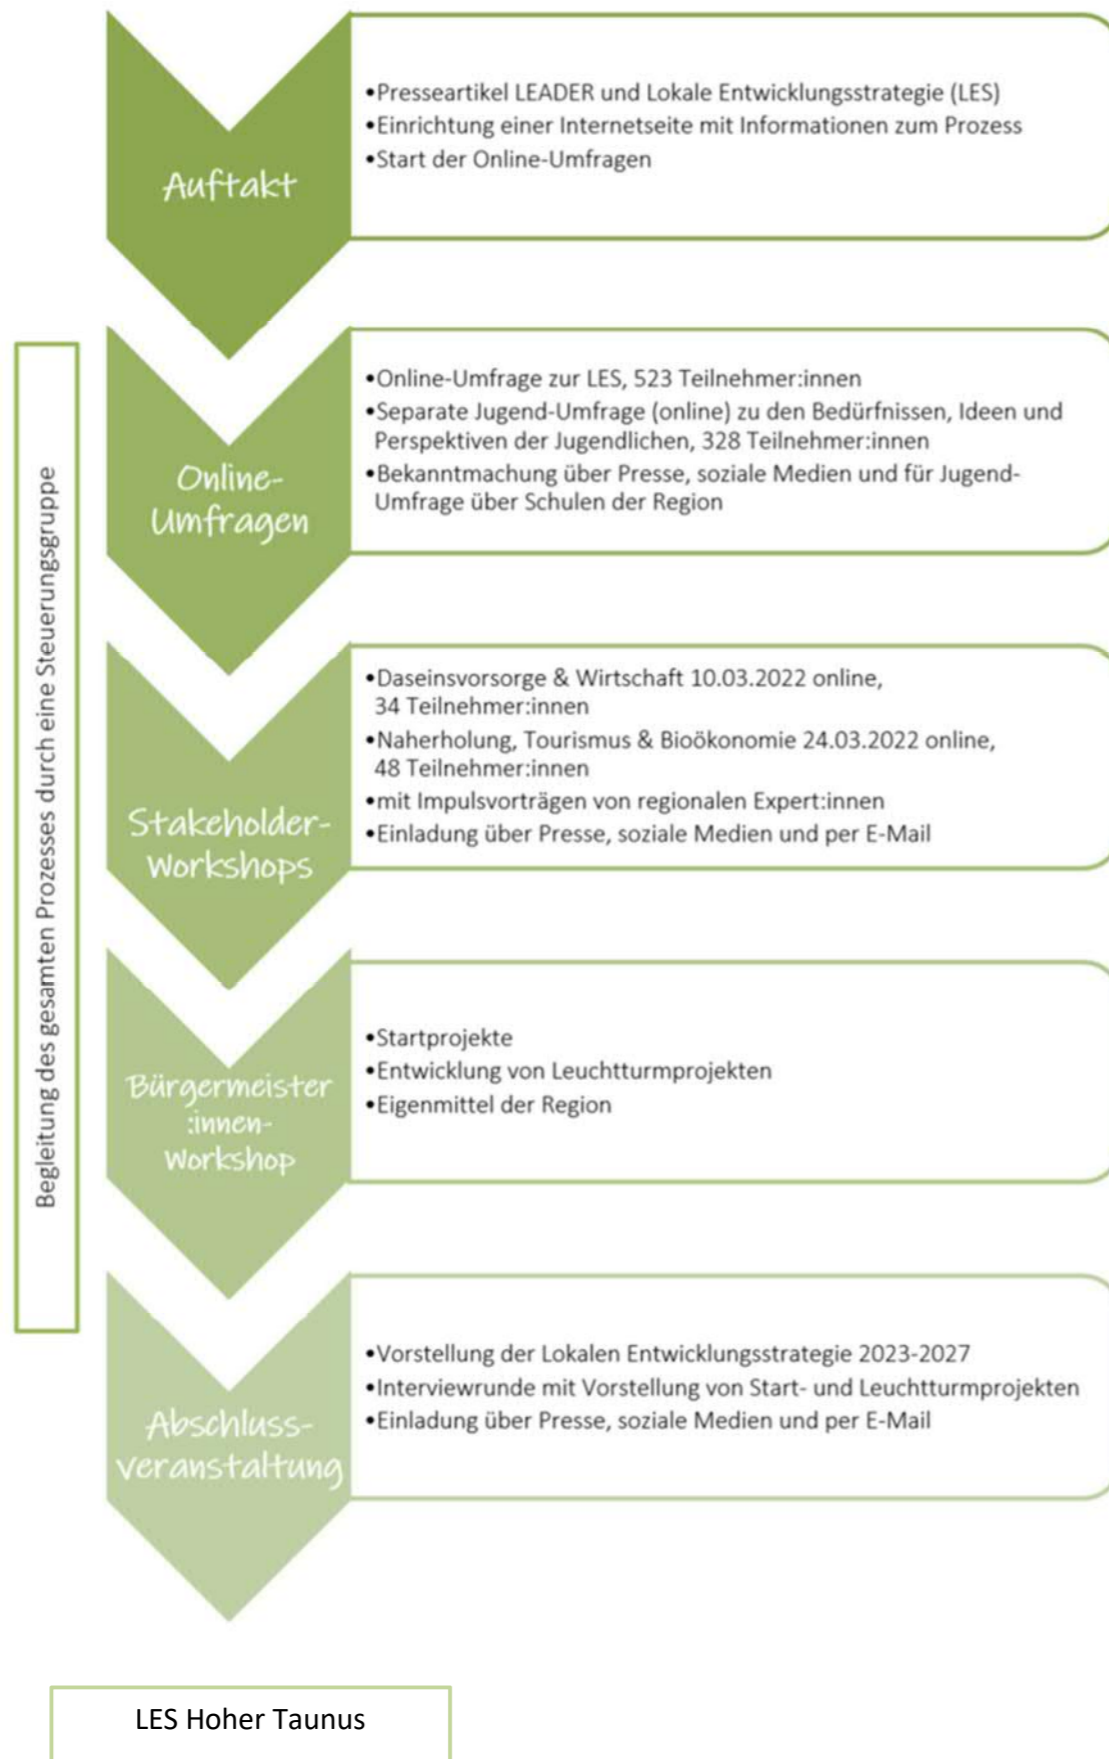 Auftakt
•Presseartikel LEADER und Lokale Entwicklungsstrategie (LES)
•Einrichtung einer Internetseite mit Informationen zum Prozess
•Start der Online-Umfragen
Begleitung des gesamten Prozesses durch eine Steuerungsgruppe
Online-
Umfragen
•Online-Umfrage zur LES, 523 Teilnehmer:innen
•Separate Jugend-Umfrage (online) zu den Bedürfnissen, Ideen und
Perspektiven der Jugendlichen, 328 Teilnehmer:innen
•Bekanntmachung über Presse, soziale Medien und für Jugend-
Umfrage über Schulen der Region
Stakeholder-
Workshops
•Daseinsvorsorge & Wirtschaft 10.03.2022 online,
34 Teilnehmer:innen
•Naherholung, Tourismus & Bioökonomie 24.03.2022 online,
48 Teilnehmer:innen
•mit Impulsvorträgen von regionalen Expert:innen
•Einladung über Presse, soziale Medien und per E-Mail
Bürgermeister
:innen-
Workshop
•Startprojekte
•Entwicklung von Leuchtturmprojekten
•Eigenmittel der Region
Abschluss-
veranstaltung
•Vorstellung der Lokalen Entwicklungsstrategie 2023-2027
•Interviewrunde mit Vorstellung von Start- und Leuchtturmprojekten
•Einladung über Presse, soziale Medien und per E-Mail
LES Hoher Taunus